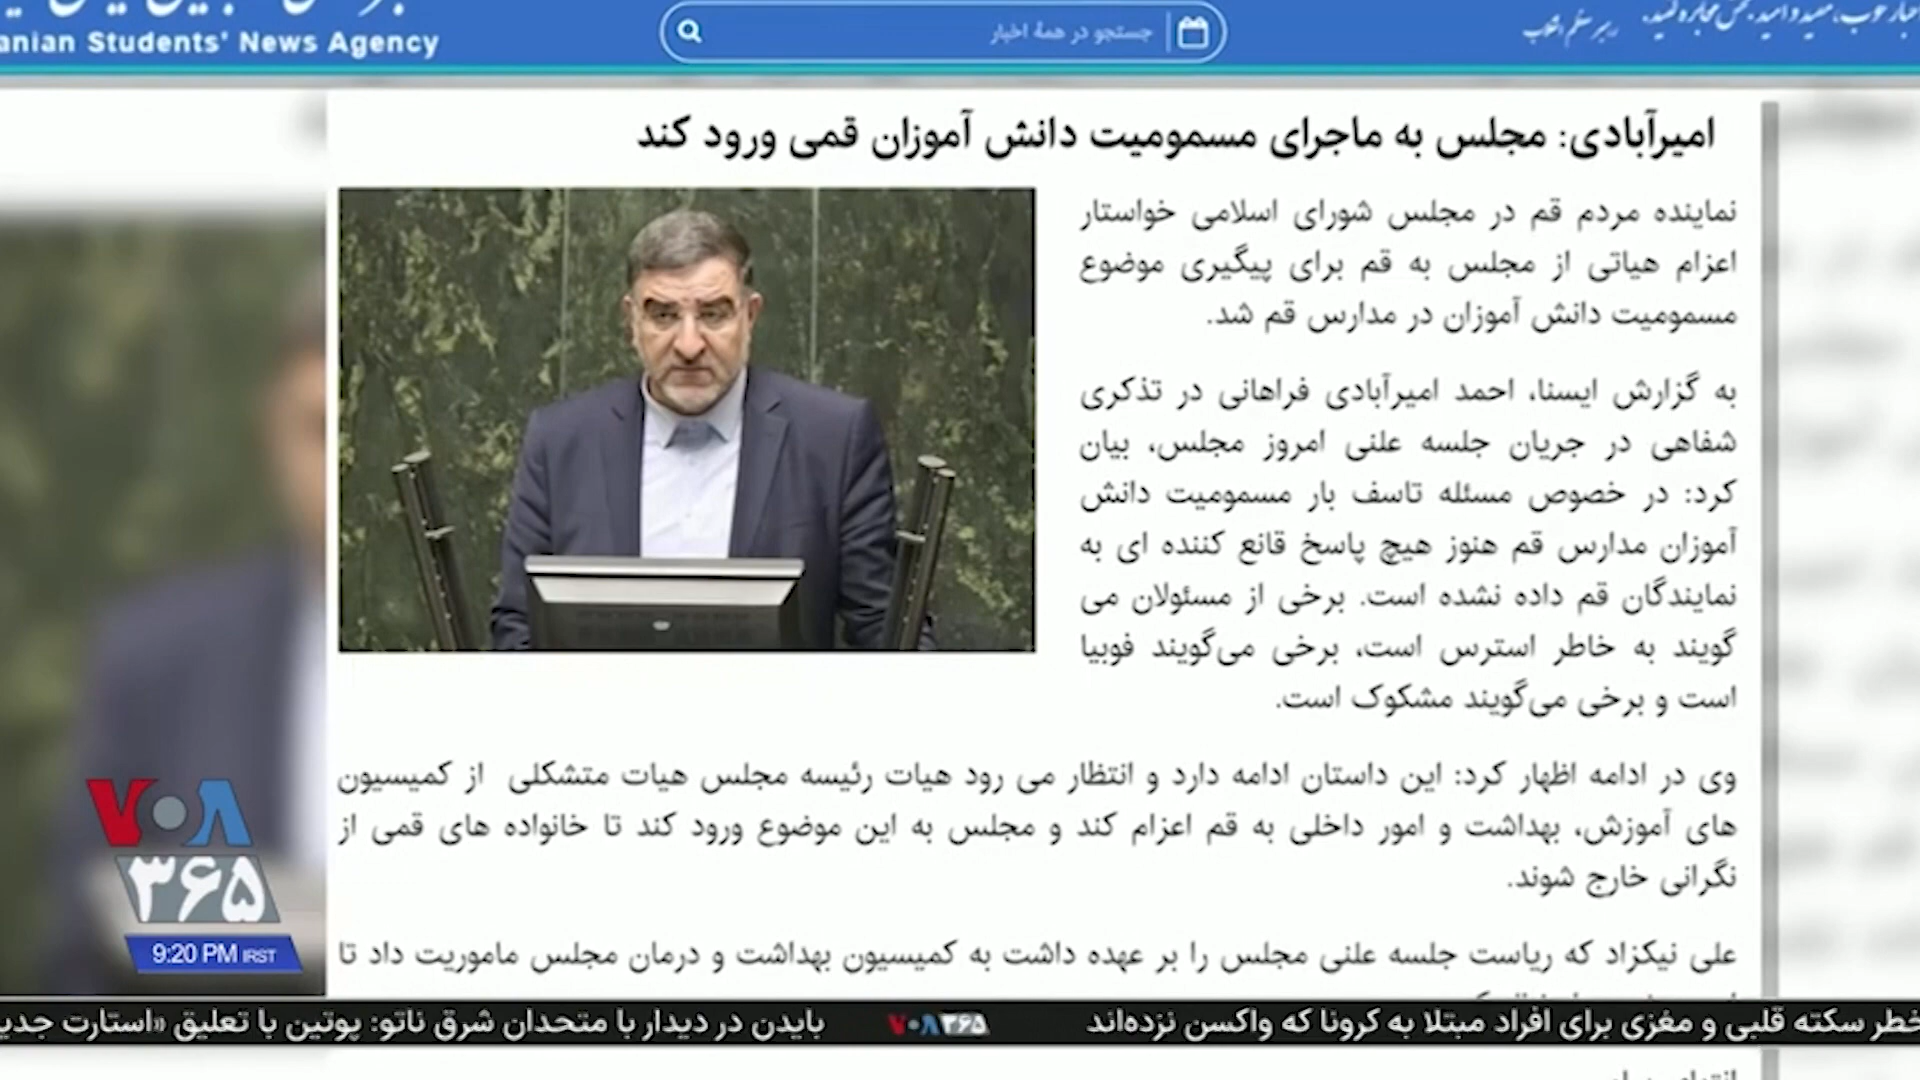 anian Students' News Agency
جستجو در همهٔ اخبار
رهبر معظم انقلاب
امیرآبادی: مجلس به ماجرای مسمومیت دانش آموزان قمی ورود کند
نماینده مردم قم در مجلس شورای اسلامی خواستار
اعزام هیاتی از مجلس به قم برای پیگیری موضوع
مسمومیت دانش آموزان در مدارس قم شد.
به گزارش ایسنا، احمد امیرآبادی فراهانی در تذکری
شفاهی در جریان جلسه علنی امروز مجلس، بیان
کرد: در خصوص مسئله تاسف بار مسمومیت دانش
آموزان مدارس قم هنوز هیچ پاسخ قانع کننده ای به
نمایندگان قم داده نشده است. برخی از مسئولان می
گویند به خاطر استرس است، برخی می‌گویند فوبیا
است و برخی می‌گویند مشکوک است.
وی در ادامه اظهار کرد: این داستان ادامه دارد و انتظار می رود هیات رئیسه مجلس هیات متشکلی از کمیسیون
های آموزش، بهداشت و امور داخلی به قم اعزام کند و مجلس به این موضوع ورود کند تا خانواده های قمی از
نگرانی خارج شوند.
علی نیکزاد که ریاست جلسه علنی مجلس را بر عهده داشت به کمیسیون بهداشت و درمان مجلس ماموریت داد تا
VOA
۳۶۵
9:20 PM IRST
خطر سکته قلبی و مغزی برای افراد مبتلا به کرونا که واکسن نزده‌اند VOA۳۶۵ بایدن در دیدار با متحدان شرق ناتو: پوتین با تعلیق «استارت جدید